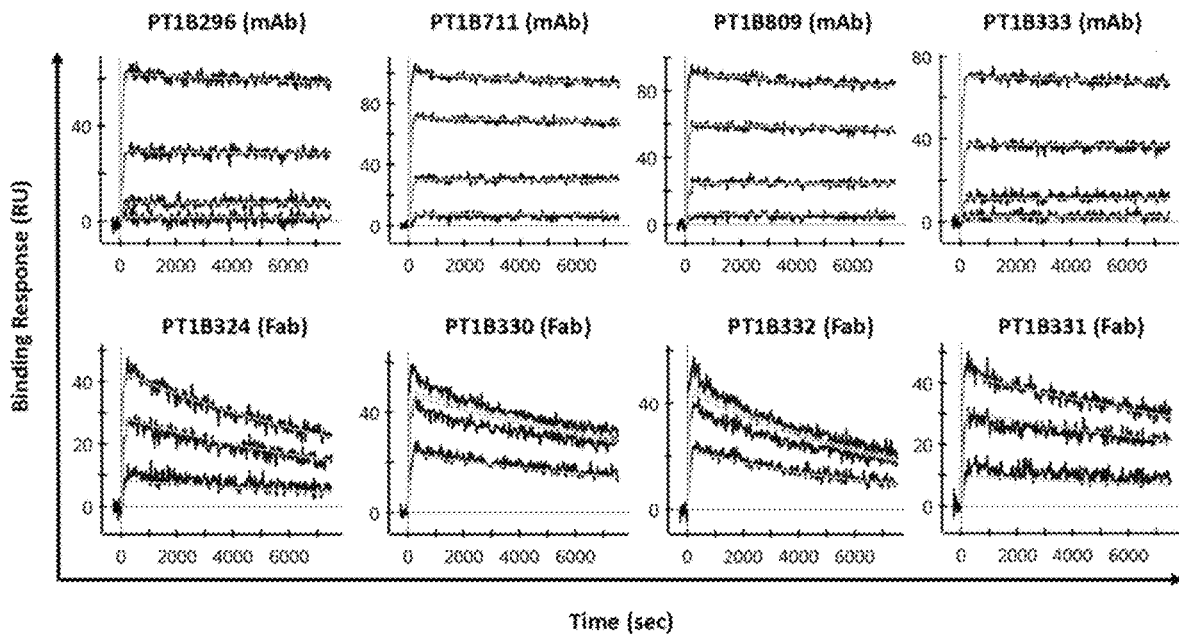 PT1B296 (mAb) PT1B711 (mAb) PT1B809 (mAb) PT1B333 (mAb)
80
80 80 60
40 40
40 40 20
0 0 0 0
0 2000 4000 6000 0 2000 4000 6000 0 2000 4000 6000 0 2000 4000 6000
Binding Response (RU)
PT1B324 (Fab) PT1B330 (Fab) PT1B332 (Fab) PT1B331 (Fab)
40 40 40 40
20 20
0 0 0 0
0 2000 4000 6000 0 2000 4000 6000 0 2000 4000 6000 0 2000 4000 6000
Time (sec)